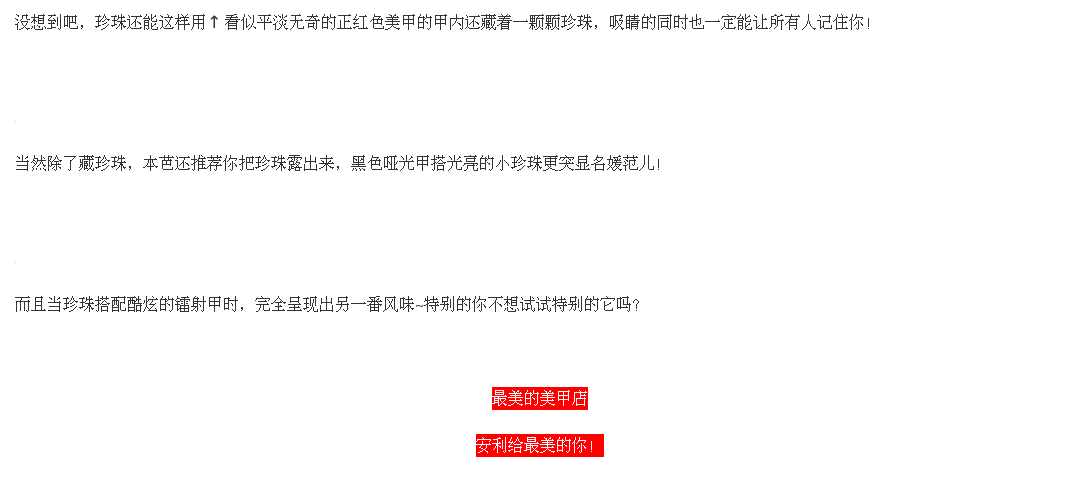 没想到吧，珍珠还能这样用↑看似平淡无奇的正红色美甲的甲内还藏着一颗颗珍珠，吸睛的同时也一定能让所有人记住你！
当然除了藏珍珠，本芭还推荐你把珍珠露出来，黑色哑光甲搭光亮的小珍珠更突显名媛范儿！
而且当珍珠搭配酷炫的镭射甲时，完全呈现出另一番风味~特别的你不想试试特别的它吗？
最美的美甲店
安利给最美的你！